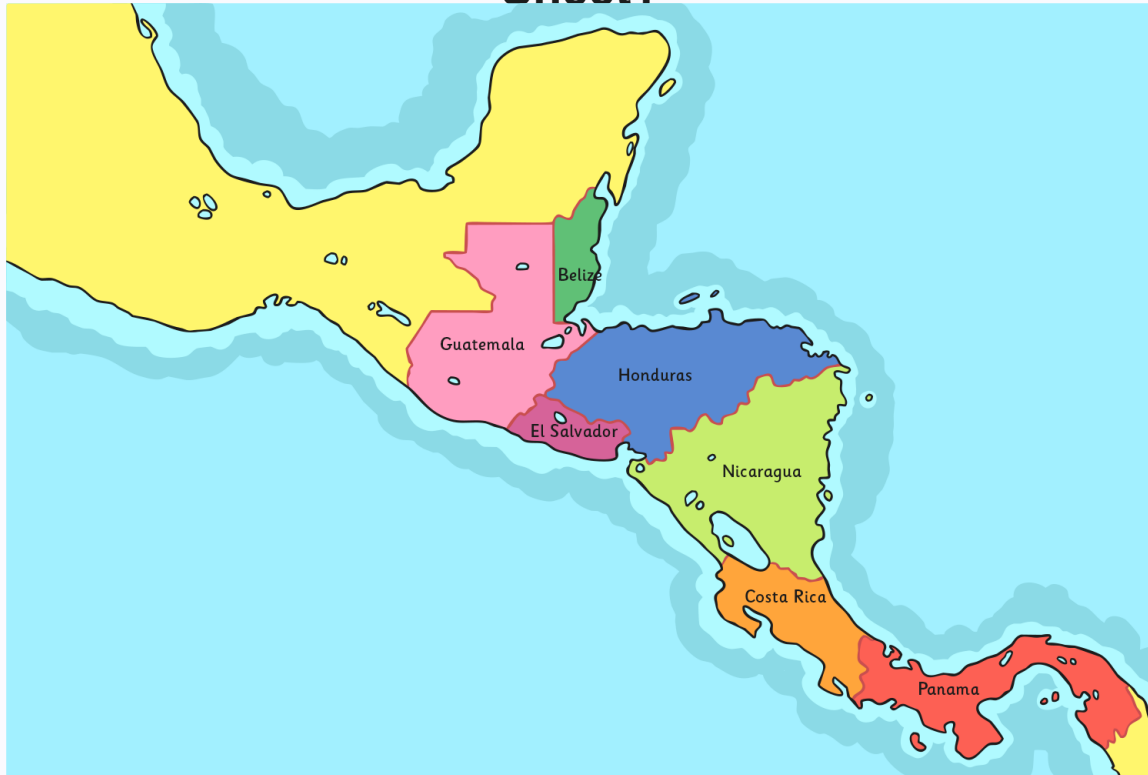 Belize
Guatemala
Honduras
El Salvador
Nicaragua
Costa Rica
Panama